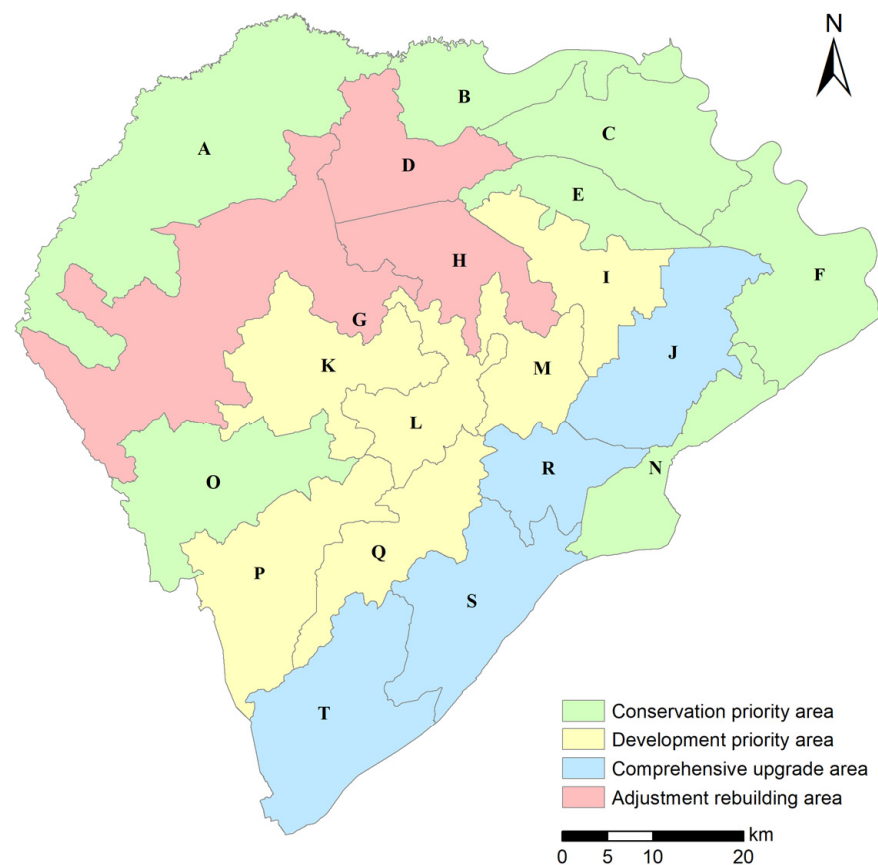 N
B
C
A
D
E
H
I
F
G
K
J
M
L
O
R
N
Q
P
S
T
Conservation priority area
Development priority area
Comprehensive upgrade area
Adjustment rebuilding area
km
0 5 10 20